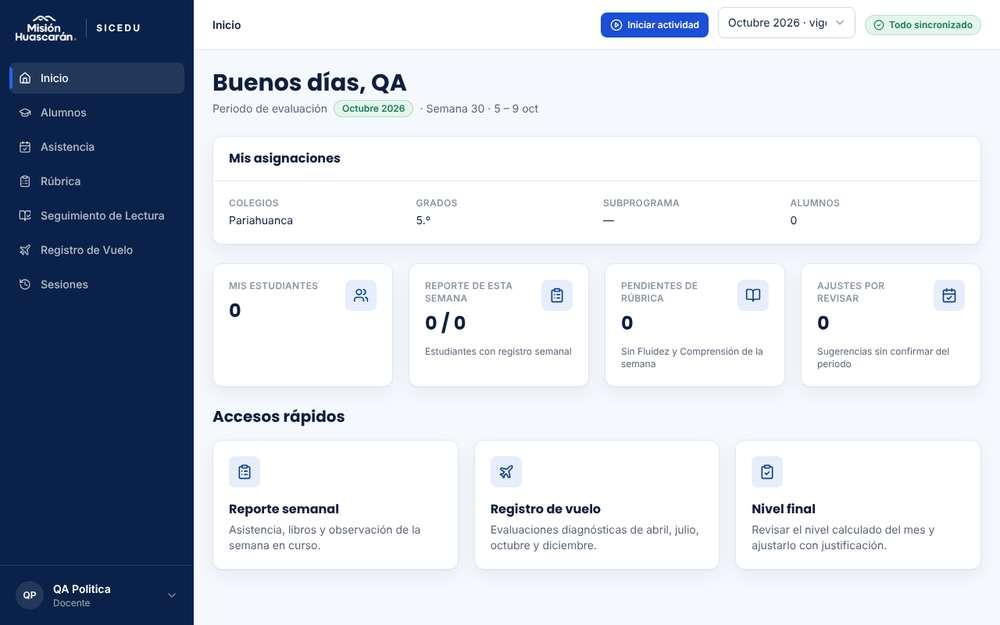 Misión
Huascarán.
SICEDU
Inicio
Alumnos
Asistencia
Rúbrica
Seguimiento de Lectura
Registro de Vuelo
Sesiones
QP
QA Politica
Docente
Inicio
Iniciar actividad
Octubre 2026 · vig
Todo sincronizado
Buenos días, QA
Periodo de evaluación Octubre 2026 · Semana 30 · 5 – 9 oct
Mis asignaciones
COLEGIOS
Pariahuanca
GRADOS
5.º
SUBPROGRAMA
—
ALUMNOS
0
MIS ESTUDIANTES
0
REPORTE DE ESTA
SEMANA
0 / 0
Estudiantes con registro semanal
PENDIENTES DE
RÚBRICA
0
Sin Fluidez y Comprensión de la
semana
AJUSTES POR
REVISAR
0
Sugerencias sin confirmar del
periodo
Accesos rápidos
Reporte semanal
Asistencia, libros y observación de la
semana en curso.
Registro de vuelo
Evaluaciones diagnósticas de abril, julio,
octubre y diciembre.
Nivel final
Revisar el nivel calculado del mes y
ajustarlo con justificación.